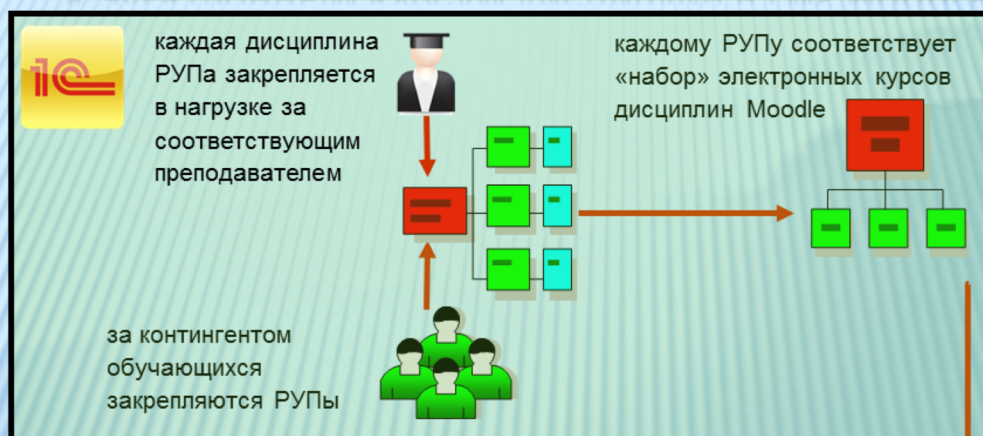 1С
каждая дисциплина
РУПа закрепляется
в нагрузке за
соответствующим
преподавателем
каждому РУПу соответствует
«набор» электронных курсов
дисциплин Moodle
за контингентом
обучающихся
закрепляются РУПы